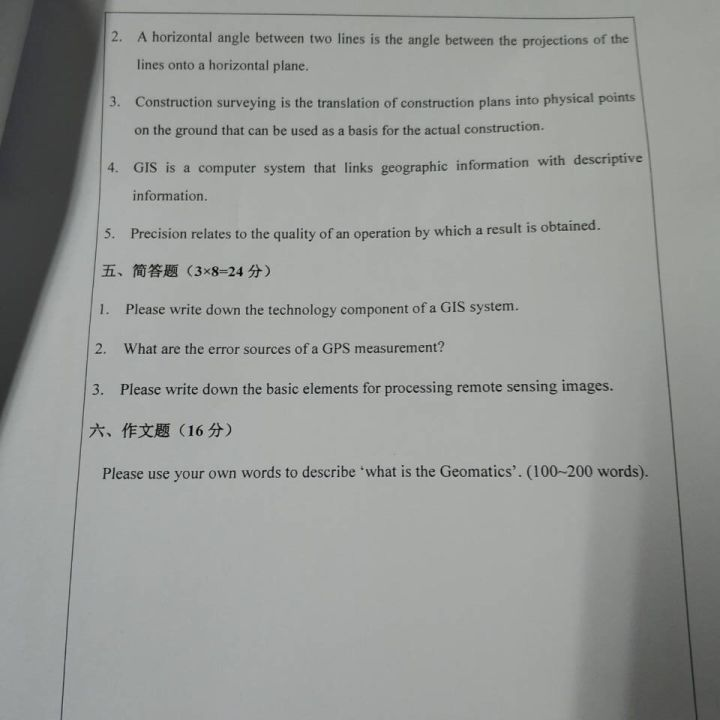 2. A horizontal angle between two lines is the angle between the projections of the
lines onto a horizontal plane.
3. Construction surveying is the translation of construction plans into physical points
on the ground that can be used as a basis for the actual construction.
4. GIS is a computer system that links geographic information with descriptive
information.
5. Precision relates to the quality of an operation by which a result is obtained.
五、简答题（3×8=24 分）
1. Please write down the technology component of a GIS system.
2. What are the error sources of a GPS measurement?
3. Please write down the basic elements for processing remote sensing images.
六、作文题（16 分）
Please use your own words to describe ‘what is the Geomatics’. (100~200 words).